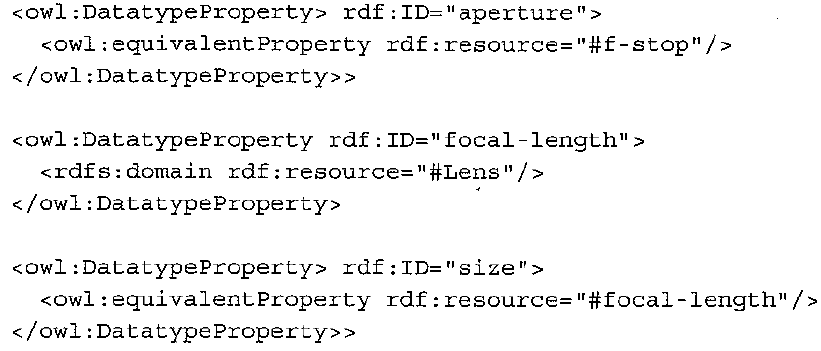 <owl:DatatypeProperty> rdf:ID="aperture">
<owl:equivalentProperty rdf:resource="#f-stop"/>
</owl:DatatypeProperty>>
<owl:DatatypeProperty rdf:ID="focal-length">
<rdfs:domain rdf:resource="#Lens"/>
</owl:DatatypeProperty>
<owl:DatatypeProperty> rdf:ID="size">
<owl:equivalentProperty rdf:resource="#focal-length"/>
</owl:DatatypeProperty>>